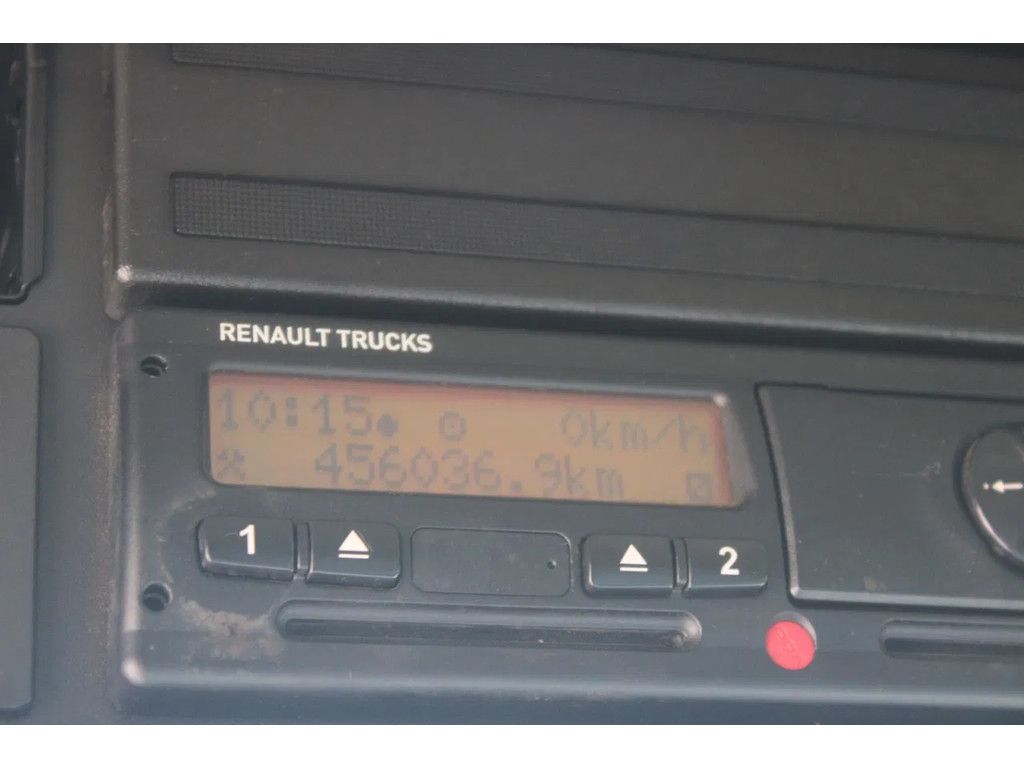 RENAULT TRUCKS
10:15 0km/h
456036.9km
1 2